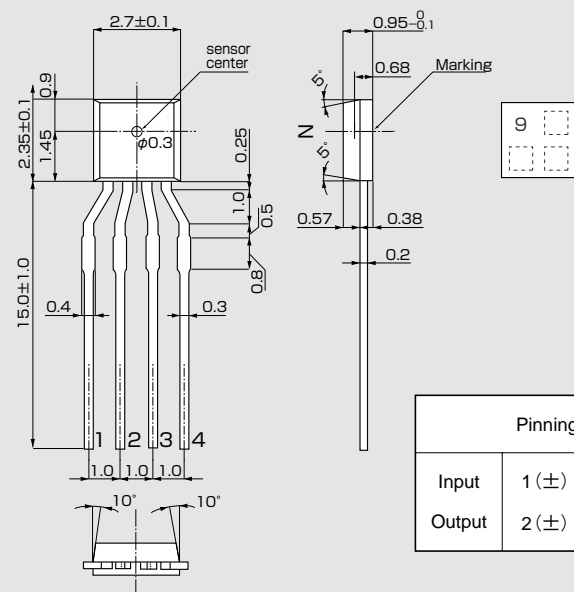 2.7±0.1
sensor
center
0.9
2.35±0.1
1.45
φ0.3
0.25
1.0
0.5
0.8
15.0±1.0
0.4
0.3
1 2 3 4
1.0 1.0 1.0
10° 10°
0.95 0 -0.1
0.68
Marking
5°
N
5°
0.57 0.38
0.2
9
Pinning
Input 1(±)
Output 2(±)